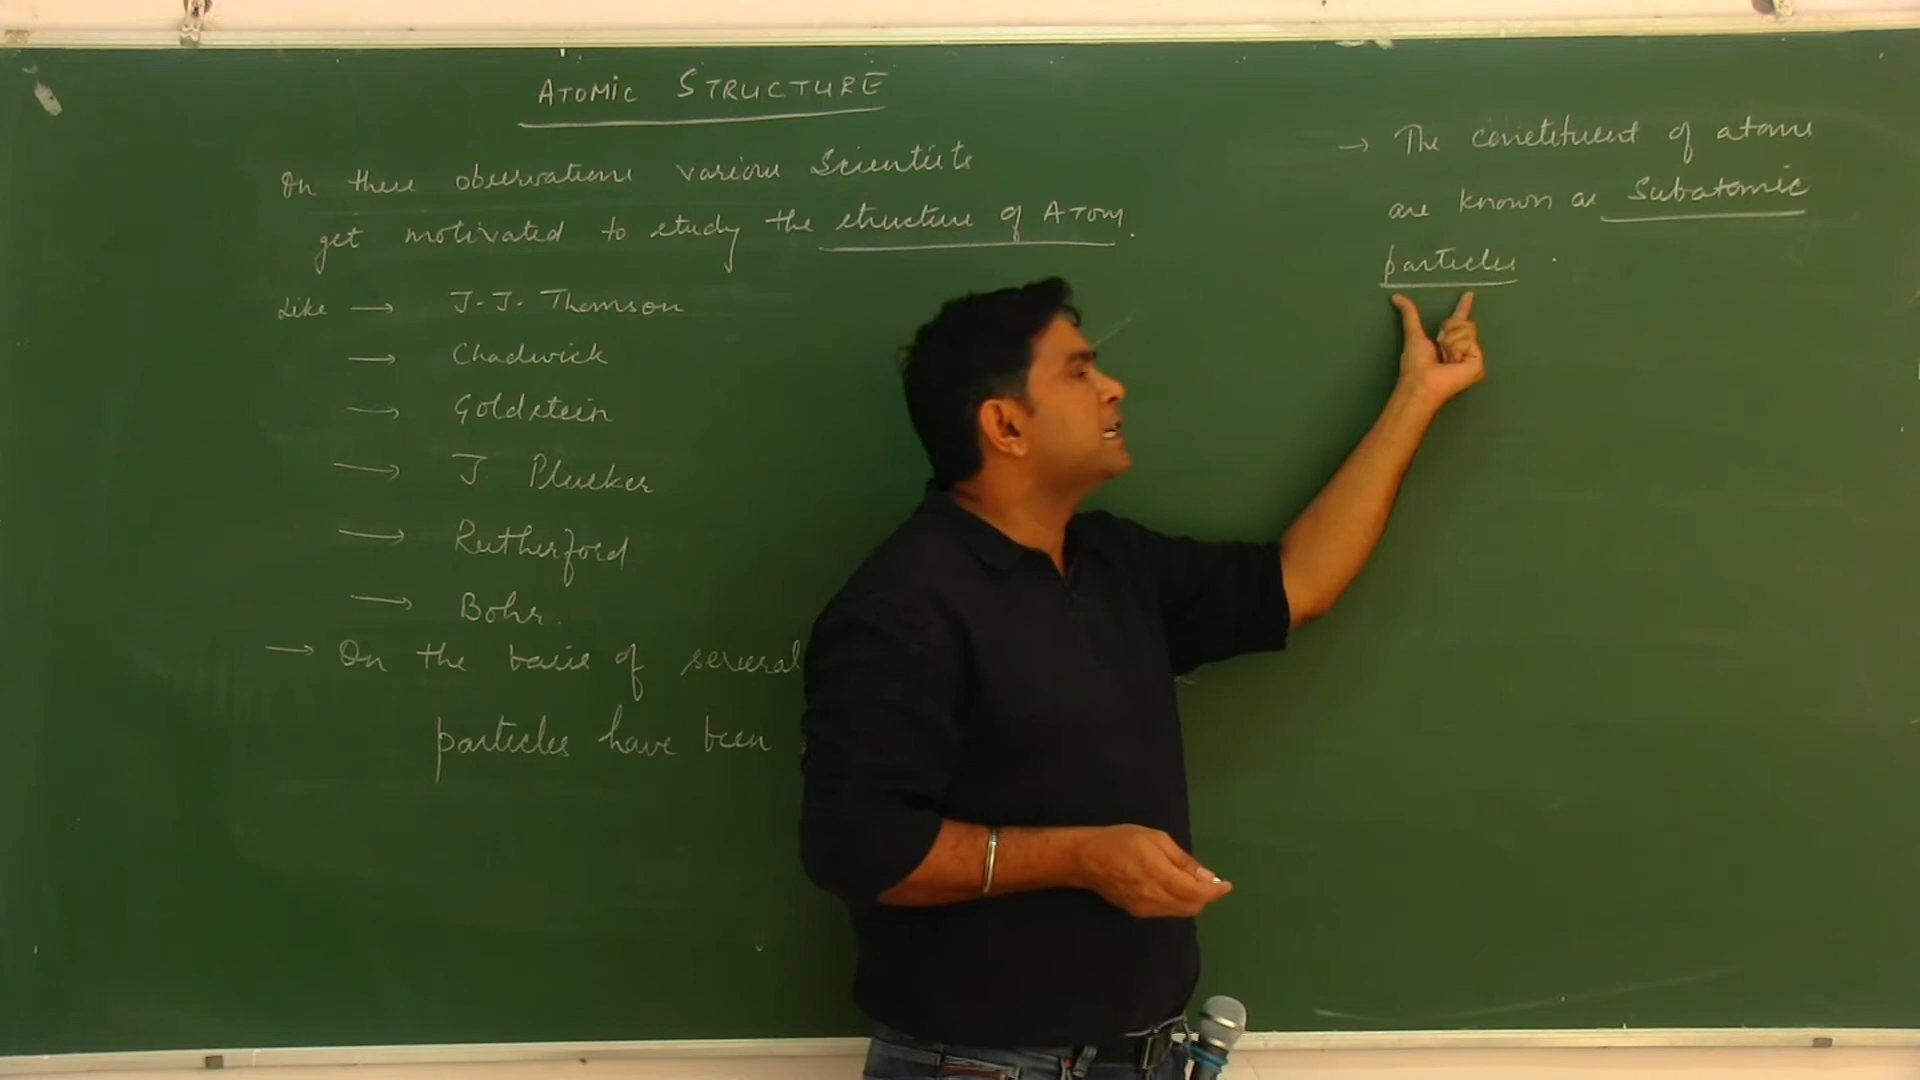 ATOMIC STRUCTURE
On these observations various Scientists
get motivated to study the structure of ATOM.
Like → J.J. Thomson
→ Chadwick
→ Goldstein
→ J. Plucker
→ Rutherford
→ Bohr.
→ On the basis of several
particles have been
→ The constituent of atoms
are known as Subatomic
particles.